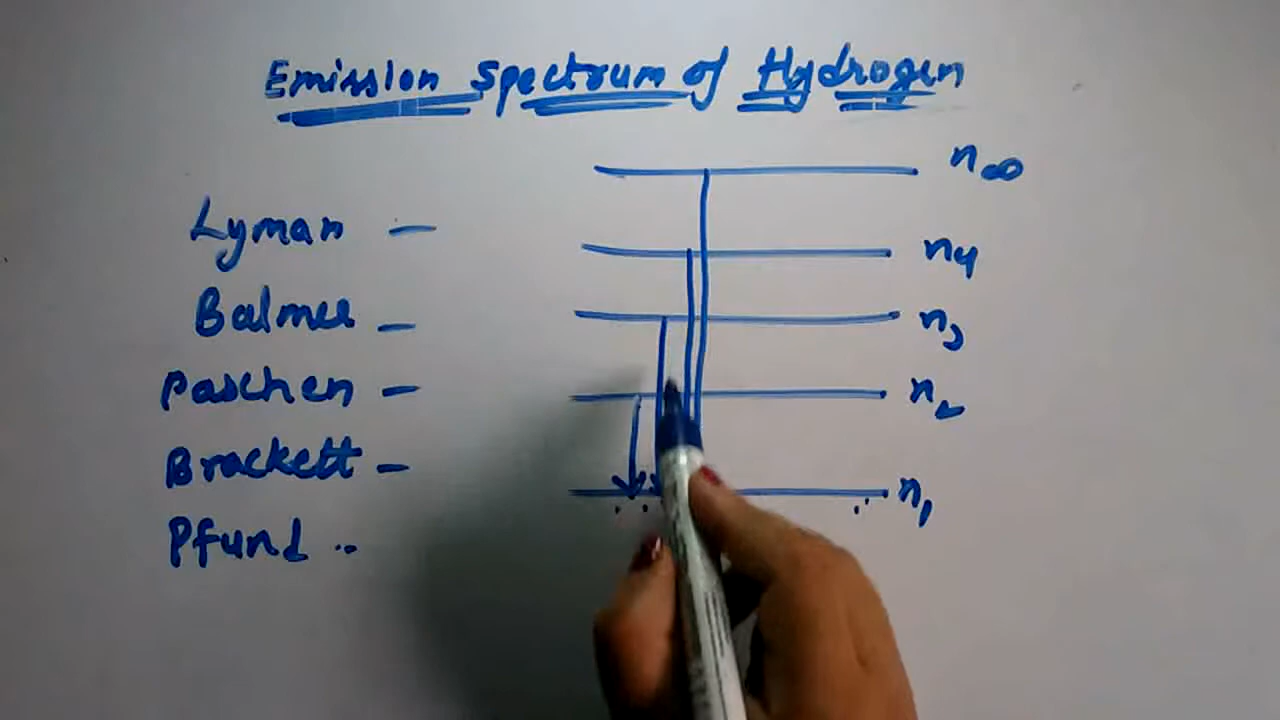 Emission Spectrum of Hydrogen
n∞
Lyman –
n4
Balmer –
n3
Paschen –
n2
Brackett –
n1
Pfund ..